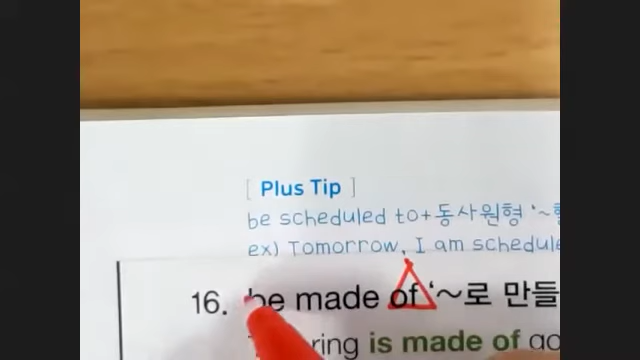 [ Plus Tip ]
be scheduled to+동사원형 '~
ex) Tomorrow, I am
16. be made of '~로 만들
ring is made of